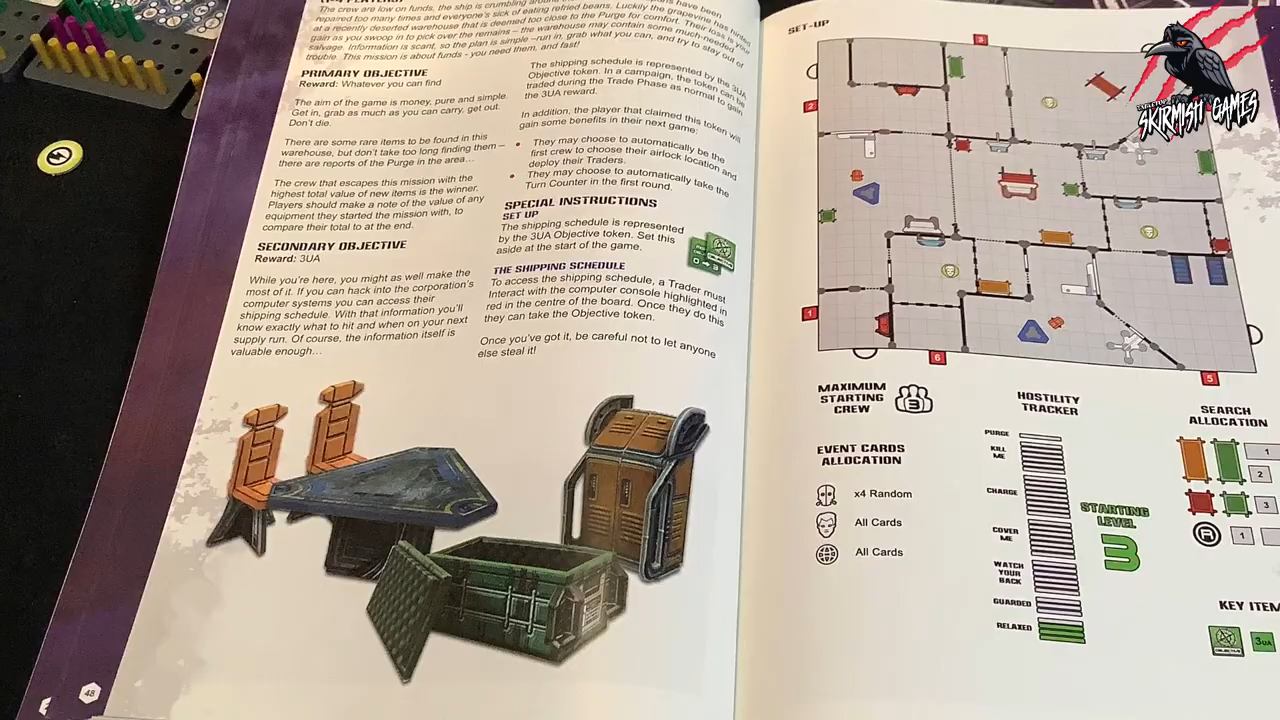 The crew are low on funds, the ship is crumbling around
have been
repaired too many times and everyone's sick of eating refried beans. Luckily the grapevine has hinted
at a recently deserted warehouse that is deemed too close to the Purge for comfort. Their loss is your
gain as you swoop in to pick over the remains – the warehouse may contain some much-needed
salvage. Information is scant, so the plan is simple – run in, grab what you can, and try to stay out of
trouble. This mission is about funds - you need them, and fast!
PRIMARY OBJECTIVE
Reward: Whatever you can find
The aim of the game is money, pure and simple.
Get in, grab as much as you can carry, get out.
Don't die.
There are some rare items to be found in this
warehouse, but don't take too long finding them –
there are reports of the Purge in the area…
The crew that escapes this mission with the
highest total value of new items is the winner.
Players should make a note of the value of any
equipment they started the mission with, to
compare their total to at the end.
SECONDARY OBJECTIVE
Reward: 3UA
While you're here, you might as well make the
most of it. If you can hack into the corporation's
computer systems you can access their
shipping schedule. With that information you'll
know exactly what to hit and when on your next
supply run. Of course, the information itself is
valuable enough…
48
The shipping schedule is represented by the 3UA
Objective token. In a campaign, the token can be
traded during the Trade Phase as normal to gain
the 3UA reward.
In addition, the player that claimed this token will
gain some benefits in their next game:
• They may choose to automatically be the
first crew to choose their airlock location and
deploy their Traders.
• They may choose to automatically take the
Turn Counter in the first round.
SPECIAL INSTRUCTIONS
SET UP
The shipping schedule is represented
by the 3UA Objective token. Set this
aside at the start of the game.
THE SHIPPING SCHEDULE
To access the shipping schedule, a Trader must
Interact with the computer console highlighted in
red in the centre of the board. Once they do this
they can take the Objective token.
Once you've got it, be careful not to let anyone
else steal it!
SET-UP
3
2
1
6
5
SKIRMISH GAMES
MAXIMUM
STARTING
CREW
3
EVENT CARDS
ALLOCATION
x4 Random
All Cards
All Cards
HOSTILITY
TRACKER
PURGE
KILL
ME
CHARGE
COVER
ME
WATCH
YOUR
BACK
GUARDED
RELAXED
STARTING
LEVEL
3
SEARCH
ALLOCATION
1
2
3
1
KEY ITEM
OBJECTIVE
3UA